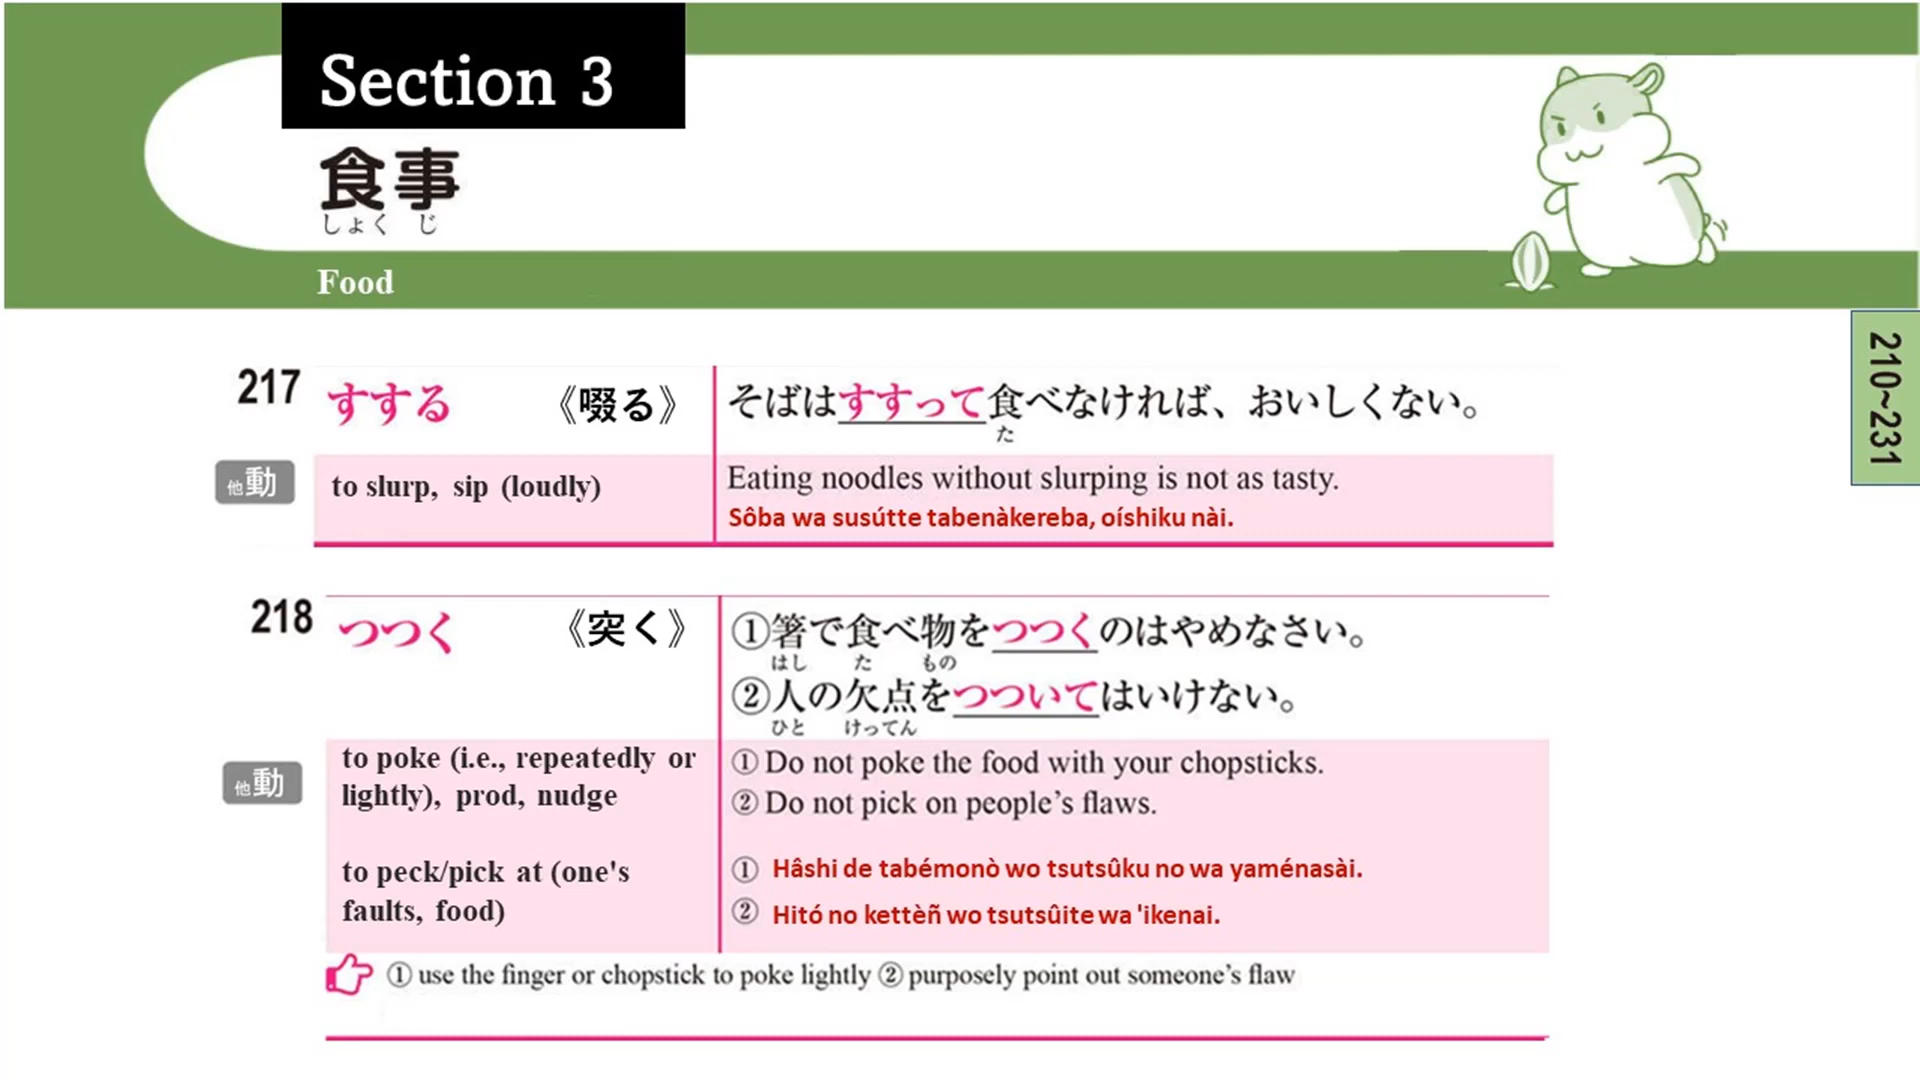 Section 3
食事
しょく じ
Food
210~231
217 すする 《啜る》 そばはすすって食べなければ、おいしくない。
た
他動 to slurp, sip (loudly) Eating noodles without slurping is not as tasty.
Sôba wa susútte tabenàkereba, oíshiku nài.
218 つつく 《突く》 ①箸で食べ物をつつくのはやめなさい。
はし た もの
②人の欠点をつついてはいけない。
ひと けってん
他動 to poke (i.e., repeatedly or
lightly), prod, nudge
to peck/pick at (one's
faults, food)
① Do not poke the food with your chopsticks.
② Do not pick on people's flaws.
① Hâshi de tabémonò wo tsutsûku no wa yaménasài.
② Hitó no kettèñ wo tsutsûite wa 'ikenai.
① use the finger or chopstick to poke lightly ② purposely point out someone's flaw